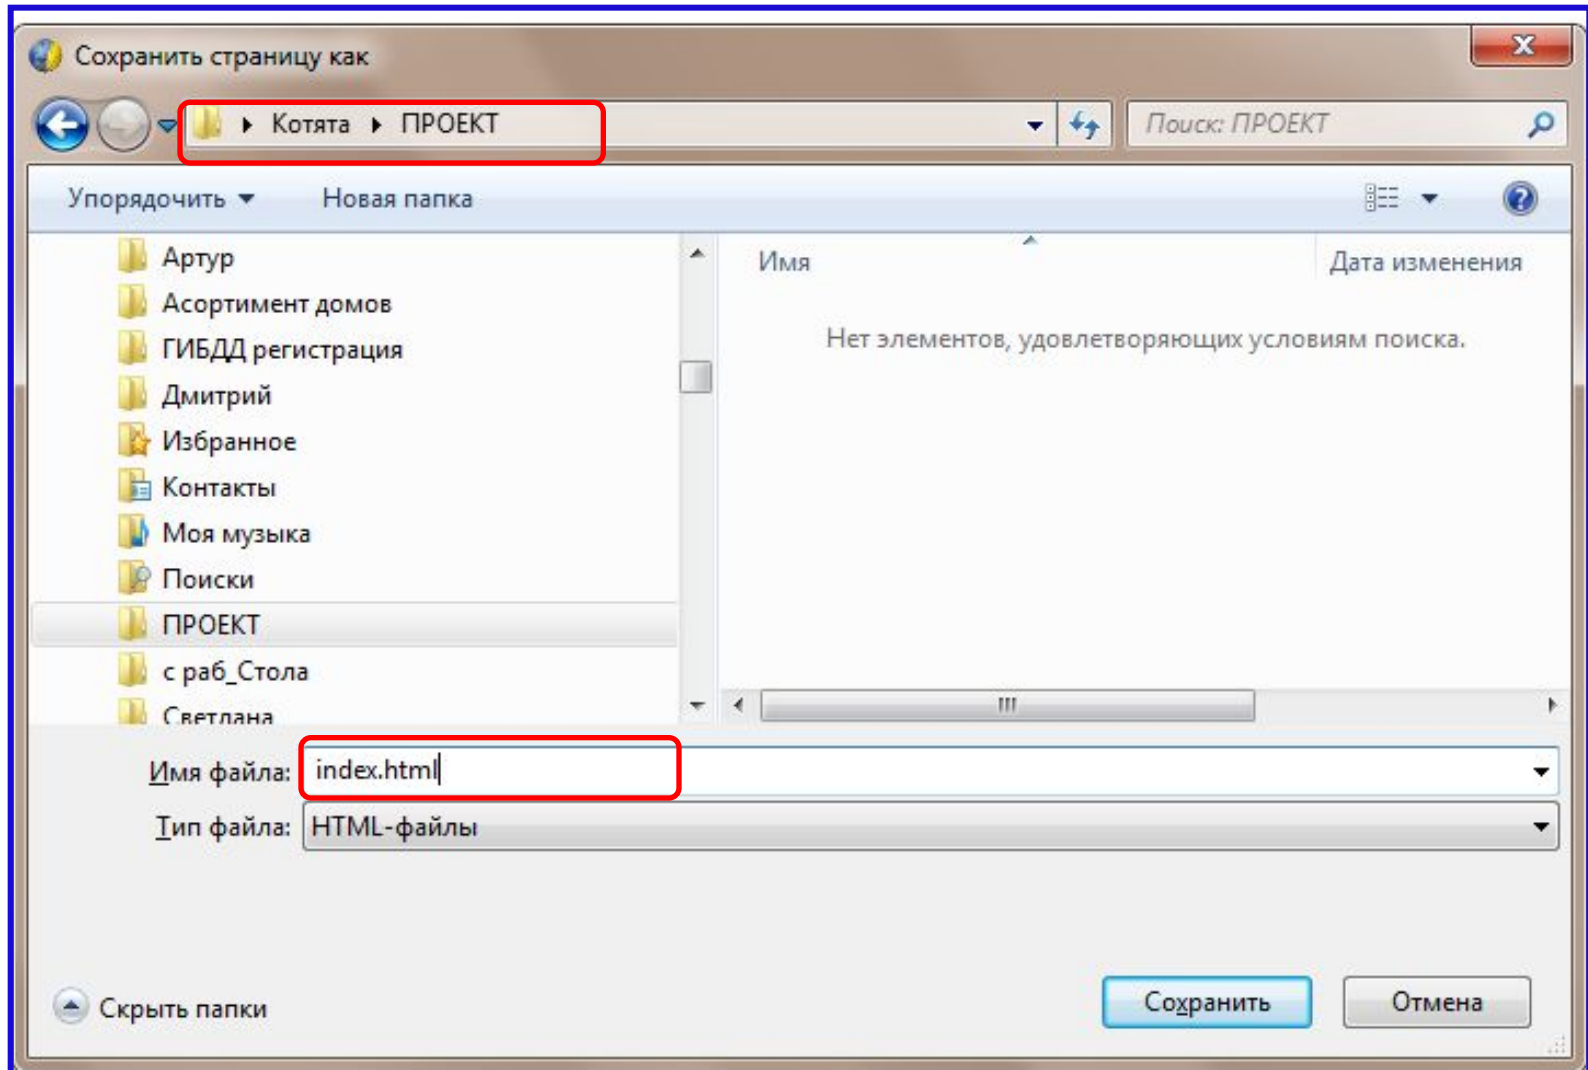 Сохранить страницу как
Котята ПРОЕКТ
Поиск: ПРОЕКТ
Упорядочить
Новая папка
Артур
Асортимент домов
ГИБДД регистрация
Дмитрий
Избранное
Контакты
Моя музыка
Поиски
ПРОЕКТ
с раб_Стола
Светлана
Имя
Дата изменения
Нет элементов, удовлетворяющих условиям поиска.
Имя файла: index.html
Тип файла: HTML-файлы
Скрыть папки
Сохранить
Отмена